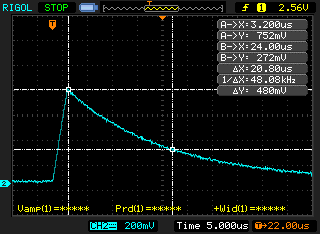 RIGOL STOP T f 1 2.56V
T
A->X: 3.200us
A->Y: 752mV
B->X: 24.00us
B->Y: 272mV
ΔX: 20.80us
1/ΔX: 48.08kHz
ΔY: 480mV
2
Vamp(1)=***** Prd(1)=***** +Wid(1)=*****
CH2 200mV Time 5.000us T→22.00us